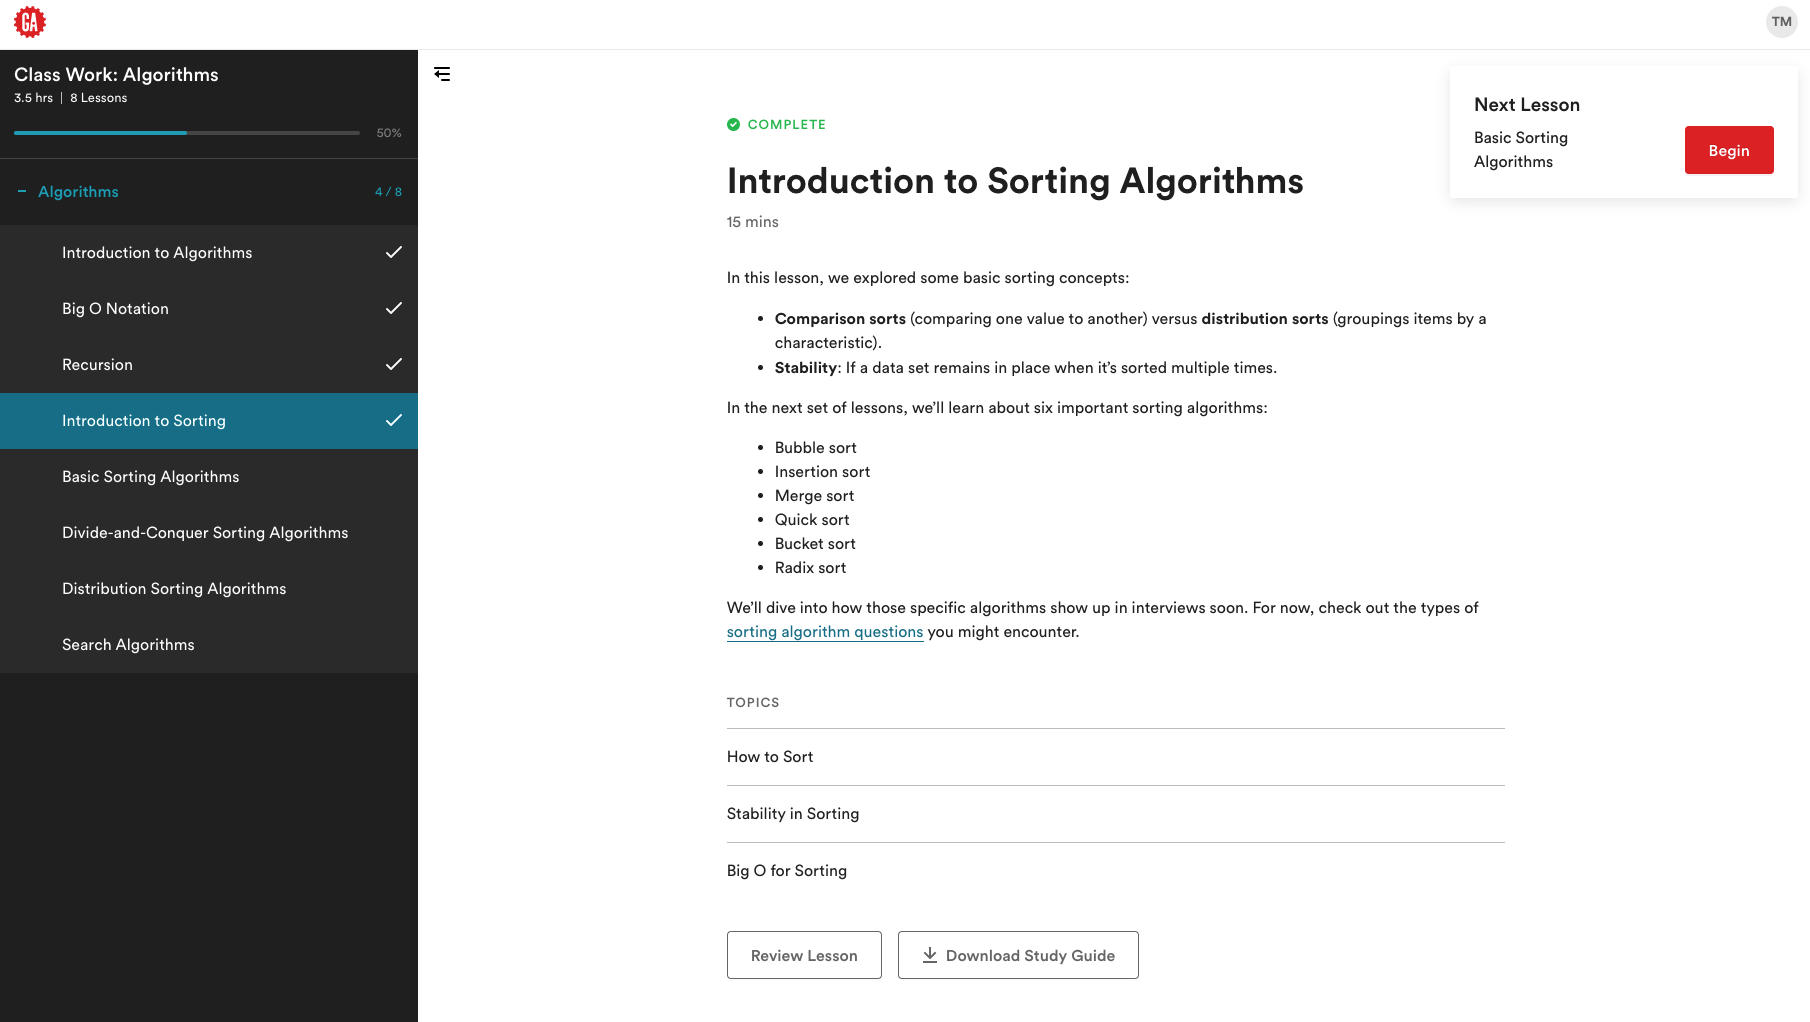 GA
TM
Class Work: Algorithms
3.5 hrs | 8 Lessons
50%
Algorithms
4 / 8
Introduction to Algorithms
Big O Notation
Recursion
Introduction to Sorting
Basic Sorting Algorithms
Divide-and-Conquer Sorting Algorithms
Distribution Sorting Algorithms
Search Algorithms
COMPLETE
Introduction to Sorting Algorithms
15 mins
In this lesson, we explored some basic sorting concepts:
• Comparison sorts (comparing one value to another) versus distribution sorts (groupings items by a
characteristic).
• Stability: If a data set remains in place when it’s sorted multiple times.
In the next set of lessons, we’ll learn about six important sorting algorithms:
• Bubble sort
• Insertion sort
• Merge sort
• Quick sort
• Bucket sort
• Radix sort
We’ll dive into how those specific algorithms show up in interviews soon. For now, check out the types of
sorting algorithm questions you might encounter.
TOPICS
How to Sort
Stability in Sorting
Big O for Sorting
Review Lesson
Download Study Guide
Next Lesson
Basic Sorting
Algorithms
Begin